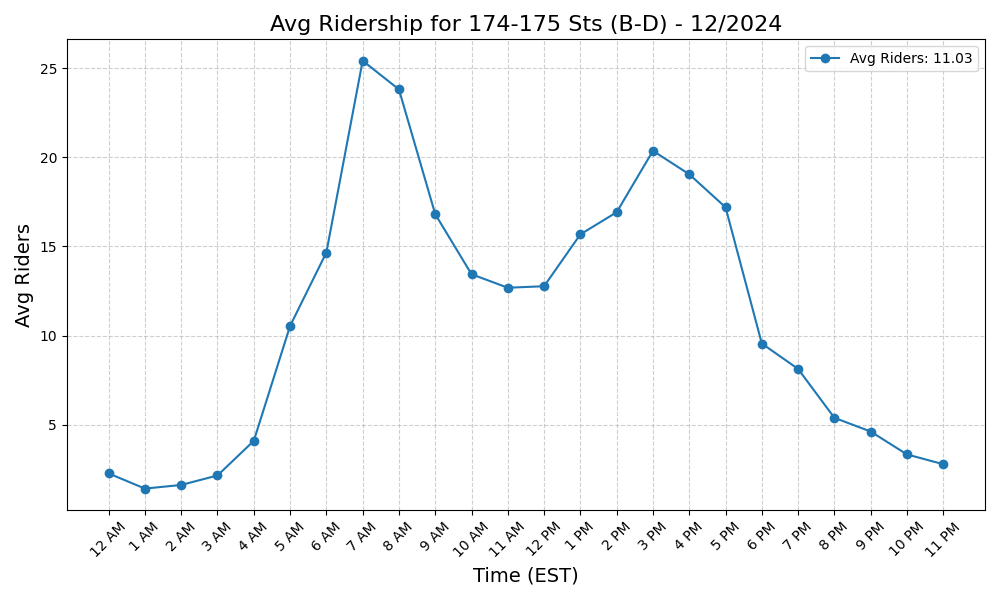 Avg Ridership for 174-175 Sts (B-D) - 12/2024
Avg Riders: 11.03
Avg Riders
25
20
15
10
5
12 AM
1 AM
2 AM
3 AM
4 AM
5 AM
6 AM
7 AM
8 AM
9 AM
10 AM
11 AM
12 PM
1 PM
2 PM
3 PM
4 PM
5 PM
6 PM
7 PM
8 PM
9 PM
10 PM
11 PM
Time (EST)